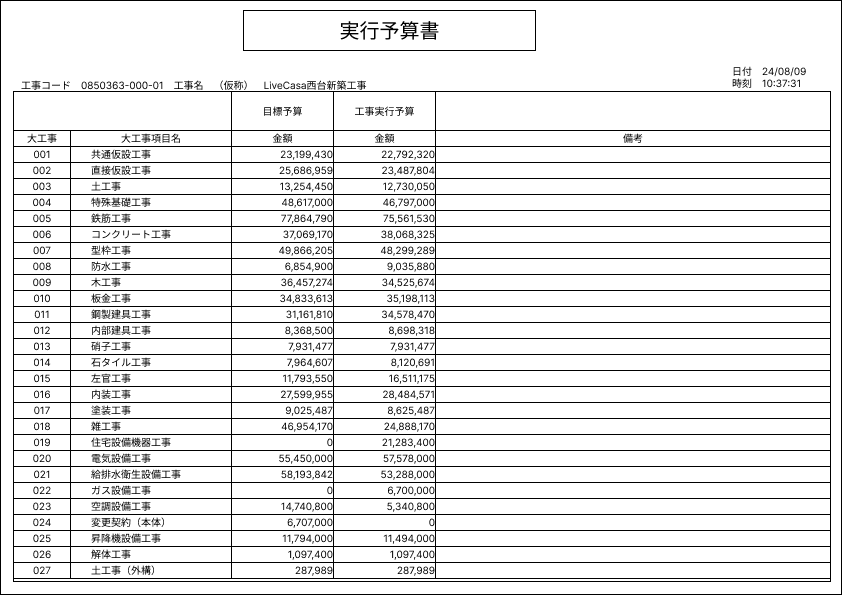 実行予算書
日付　24/08/09
時刻　10:37:31
工事コード　0850363-000-01　工事名　（仮称）　LiveCasa西台新築工事
目標予算　工事実行予算
大工事　大工事項目名　金額　金額　備考
001　共通仮設工事　23,199,430　22,792,320
002　直接仮設工事　25,686,959　23,487,804
003　土工事　13,254,450　12,730,050
004　特殊基礎工事　48,617,000　46,797,000
005　鉄筋工事　77,864,790　75,561,530
006　コンクリート工事　37,069,170　38,068,325
007　型枠工事　49,866,205　48,299,289
008　防水工事　6,854,900　9,035,880
009　木工事　36,457,274　34,525,674
010　板金工事　34,833,613　35,198,113
011　鋼製建具工事　31,161,810　34,578,470
012　内部建具工事　8,368,500　8,698,318
013　硝子工事　7,931,477　7,931,477
014　石タイル工事　7,964,607　8,120,691
015　左官工事　11,793,550　16,511,175
016　内装工事　27,599,955　28,484,571
017　塗装工事　9,025,487　8,625,487
018　雑工事　46,954,170　24,888,170
019　住宅設備機器工事　0　21,283,400
020　電気設備工事　55,450,000　57,578,000
021　給排水衛生設備工事　58,193,842　53,288,000
022　ガス設備工事　0　6,700,000
023　空調設備工事　14,740,800　5,340,800
024　変更契約（本体）　6,707,000　0
025　昇降機設備工事　11,794,000　11,494,000
026　解体工事　1,097,400　1,097,400
027　土工事（外構）　287,989　287,989